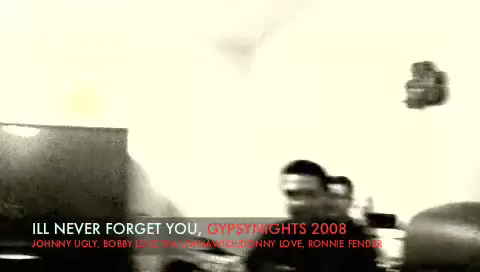 ILL NEVER FORGET YOU, GYPSYNIGHTS 2008
JOHNNY UGLY, BOBBY LOVE DONNY LOVE, RONNIE FENDER